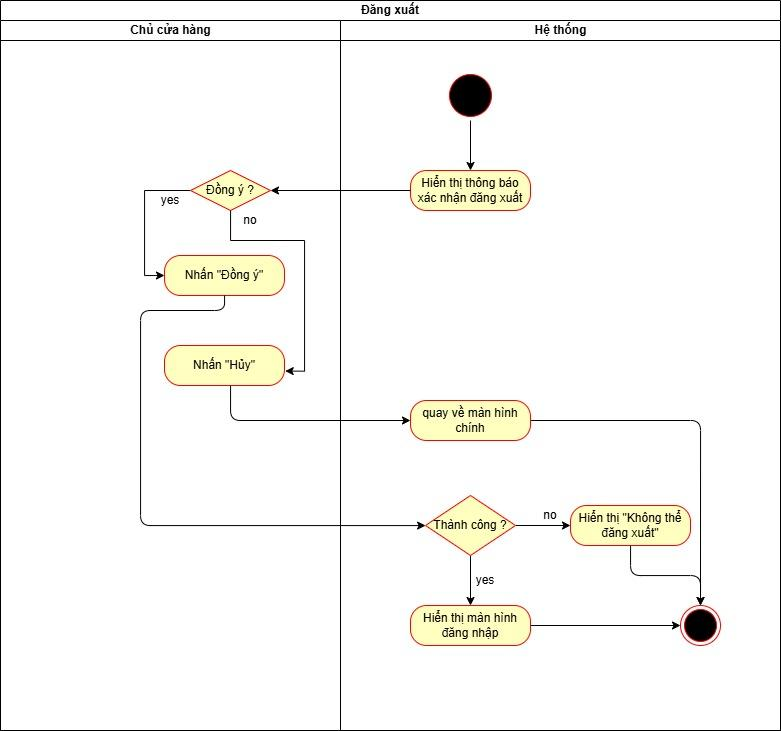 Đăng xuất
Chủ cửa hàng
Hệ thống
Hiển thị thông báo
xác nhận đăng xuất
Đồng ý ?
yes
no
Nhấn "Đồng ý"
Nhấn "Hủy"
quay về màn hình
chính
Thành công ?
no
Hiển thị "Không thể
đăng xuất"
yes
Hiển thị màn hình
đăng nhập